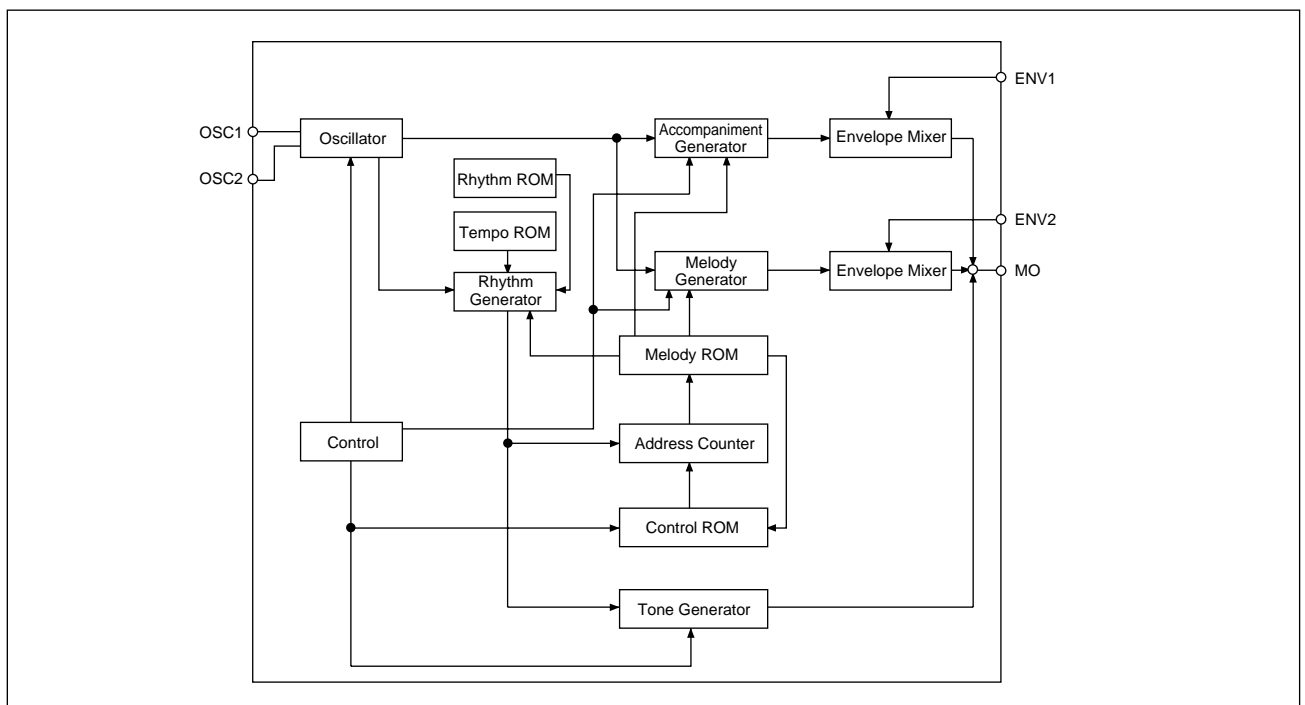 ENV1
OSC1
Oscillator
Accompaniment
Generator
Envelope Mixer
OSC2
Rhythm ROM
Tempo ROM
ENV2
Rhythm
Generator
Melody
Generator
Envelope Mixer
MO
Melody ROM
Control
Address Counter
Control ROM
Tone Generator